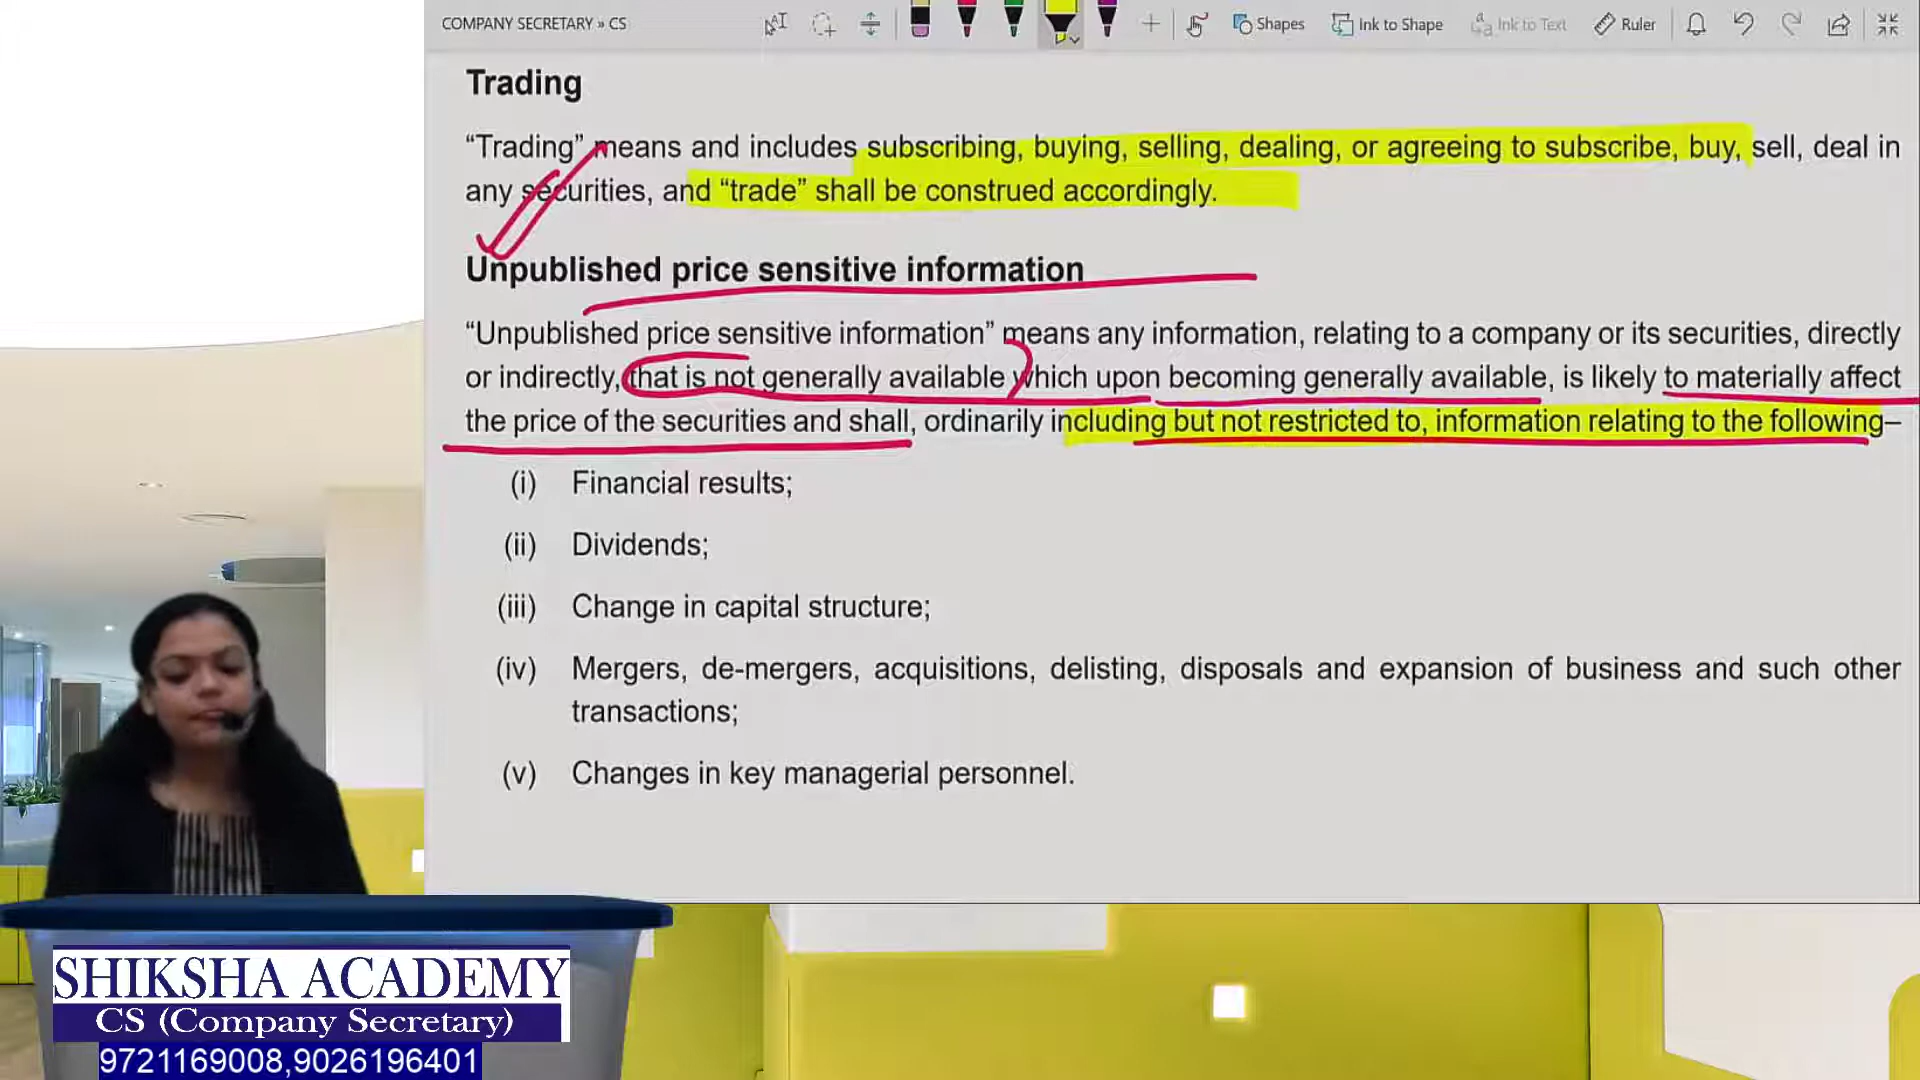 COMPANY SECRETARY » CS
Shapes
Ink to Shape
Ink to Text
Ruler
Trading
“Trading” means and includes subscribing, buying, selling, dealing, or agreeing to subscribe, buy, sell, deal in
any securities, and “trade” shall be construed accordingly.
Unpublished price sensitive information
“Unpublished price sensitive information” means any information, relating to a company or its securities, directly
or indirectly, that is not generally available which upon becoming generally available, is likely to materially affect
the price of the securities and shall, ordinarily including but not restricted to, information relating to the following–
(i) Financial results;
(ii) Dividends;
(iii) Change in capital structure;
(iv) Mergers, de-mergers, acquisitions, delisting, disposals and expansion of business and such other
transactions;
(v) Changes in key managerial personnel.
SHIKSHA ACADEMY
CS (Company Secretary)
9721169008,9026196401